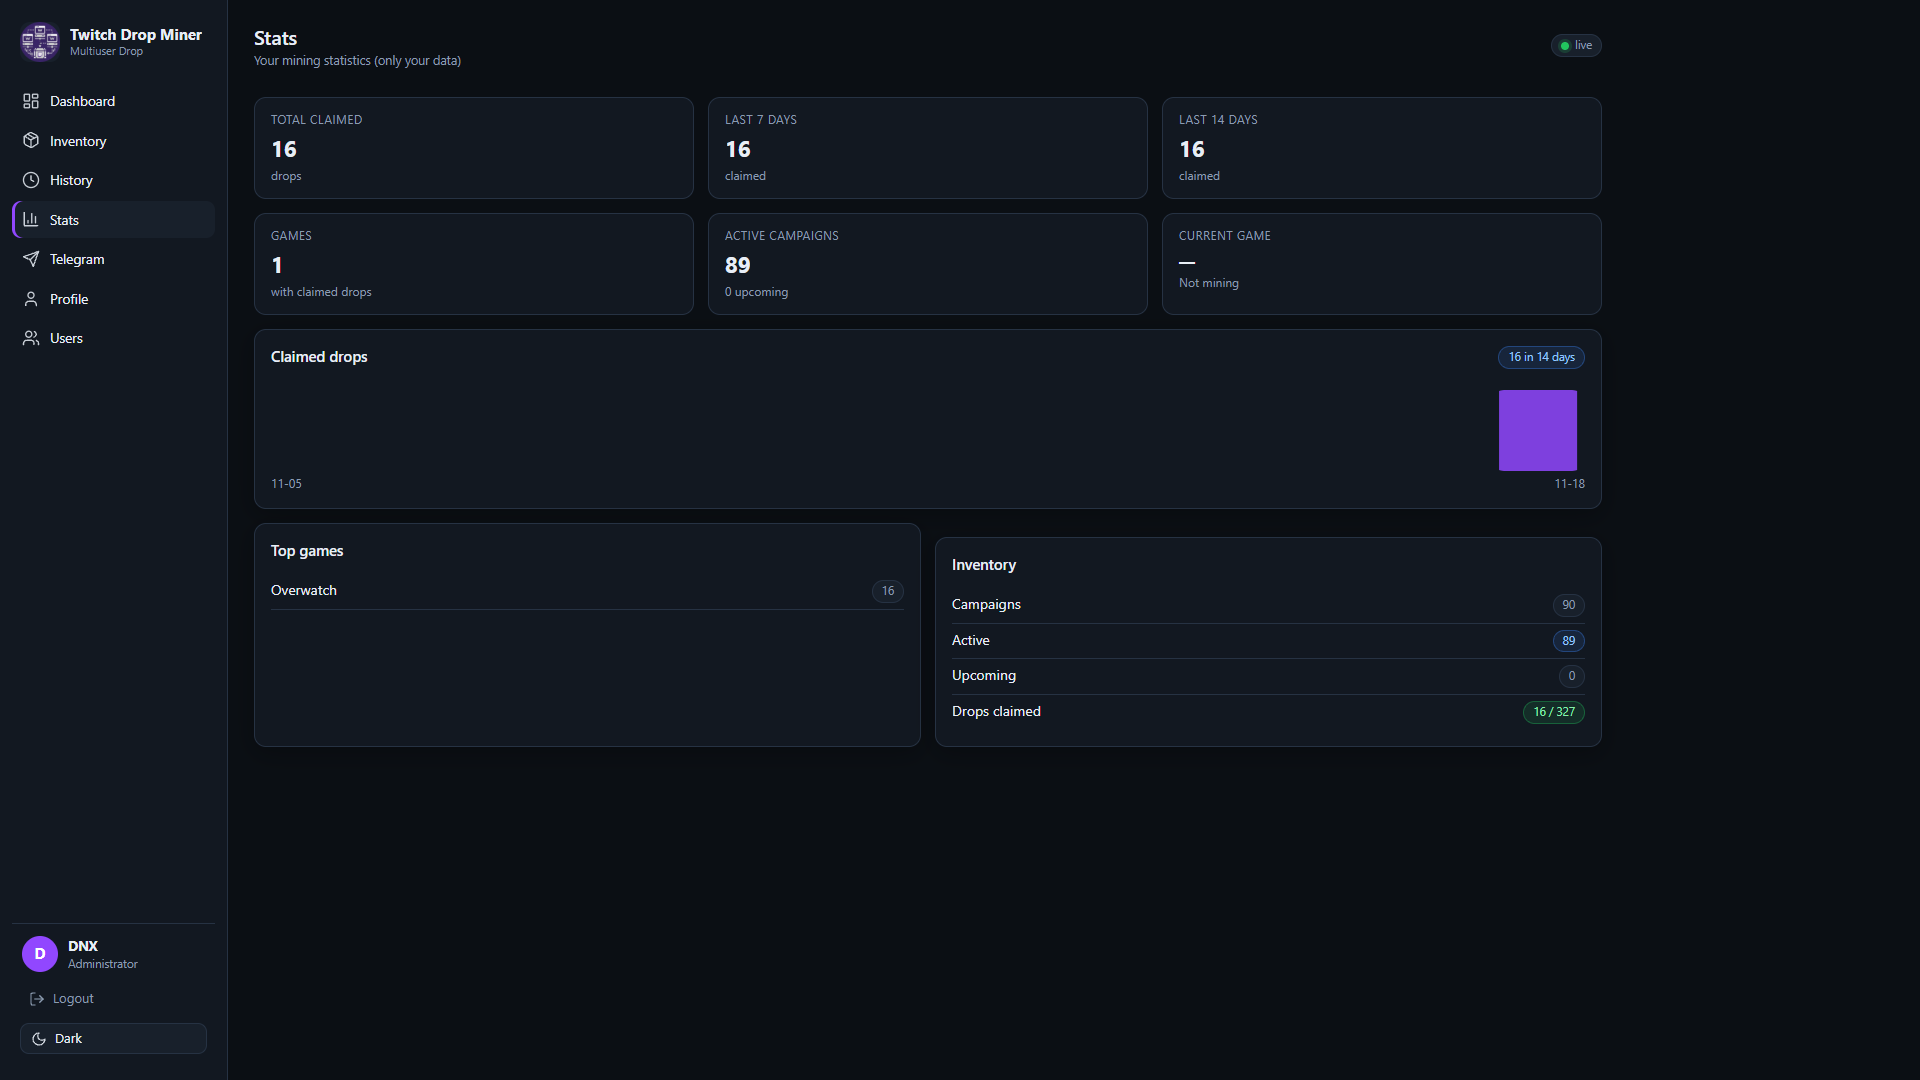 Twitch Drop Miner
Multiuser Drop
Dashboard
Inventory
History
Stats
Telegram
Profile
Users
DNX
D
Administrator
Logout
Dark
Stats
Your mining statistics (only your data)
live
TOTAL CLAIMED
16
drops
LAST 7 DAYS
16
claimed
LAST 14 DAYS
16
claimed
GAMES
1
with claimed drops
ACTIVE CAMPAIGNS
89
0 upcoming
CURRENT GAME
—
Not mining
Claimed drops
16 in 14 days
11-05
11-18
Top games
Overwatch
16
Inventory
Campaigns
90
Active
89
Upcoming
0
Drops claimed
16 / 327